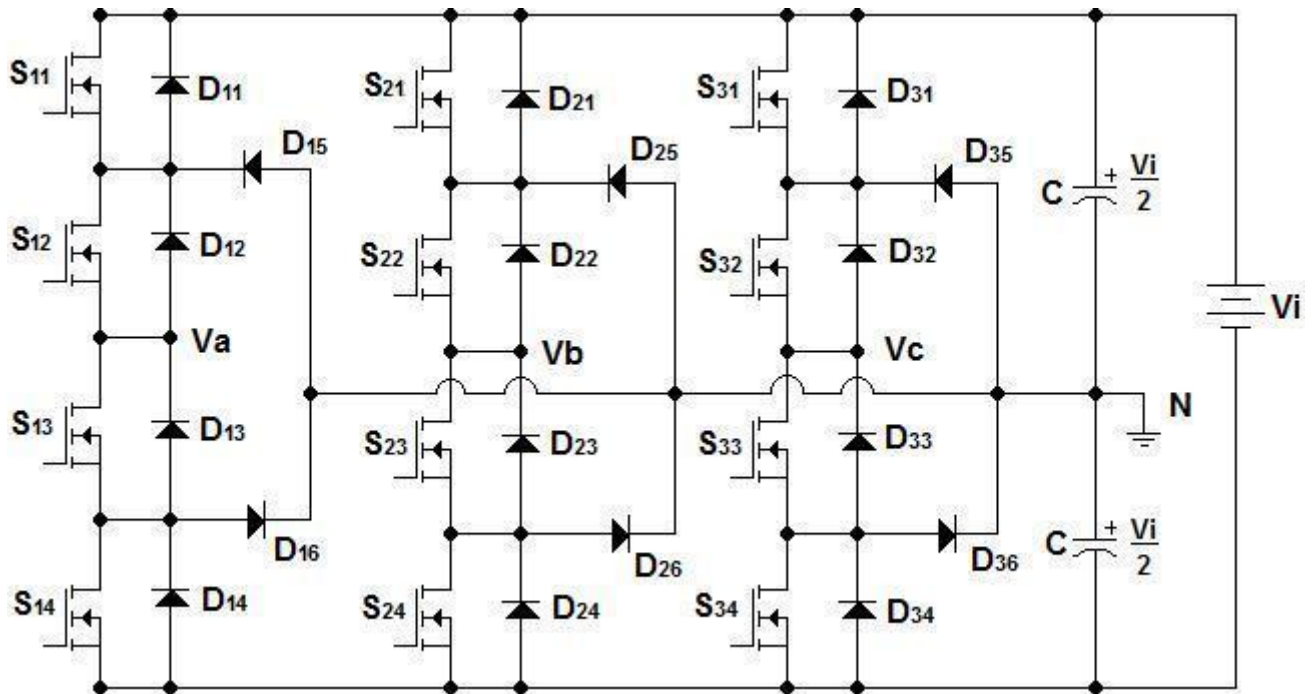 S11
D11
S21
D21
S31
D31
D15
D25
D35
C
+
Vi
2
S12
D12
S22
D22
S32
D32
Vi
Va
Vb
Vc
N
S13
D13
S23
D23
S33
D33
D16
D26
D36
C
+
Vi
2
S14
D14
S24
D24
S34
D34